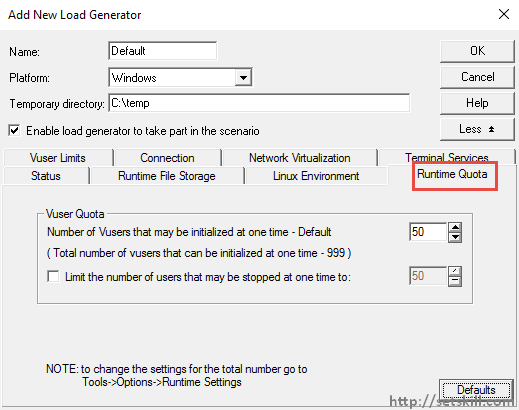 Add New Load Generator
Name: Default OK
Platform: Windows Cancel
Temporary directory: C:\temp Help
Enable load generator to take part in the scenario Less
Vuser Limits Connection Network Virtualization Terminal Services
Status Runtime File Storage Linux Environment Runtime Quota
Vuser Quota
Number of Vusers that may be initialized at one time - Default 50
( Total number of vusers that can be initialized at one time - 999 )
Limit the number of users that may be stopped at one time to: 50
NOTE: to change the settings for the total number go to
Tools->Options->Runtime Settings
Defaults
http://setskill.com